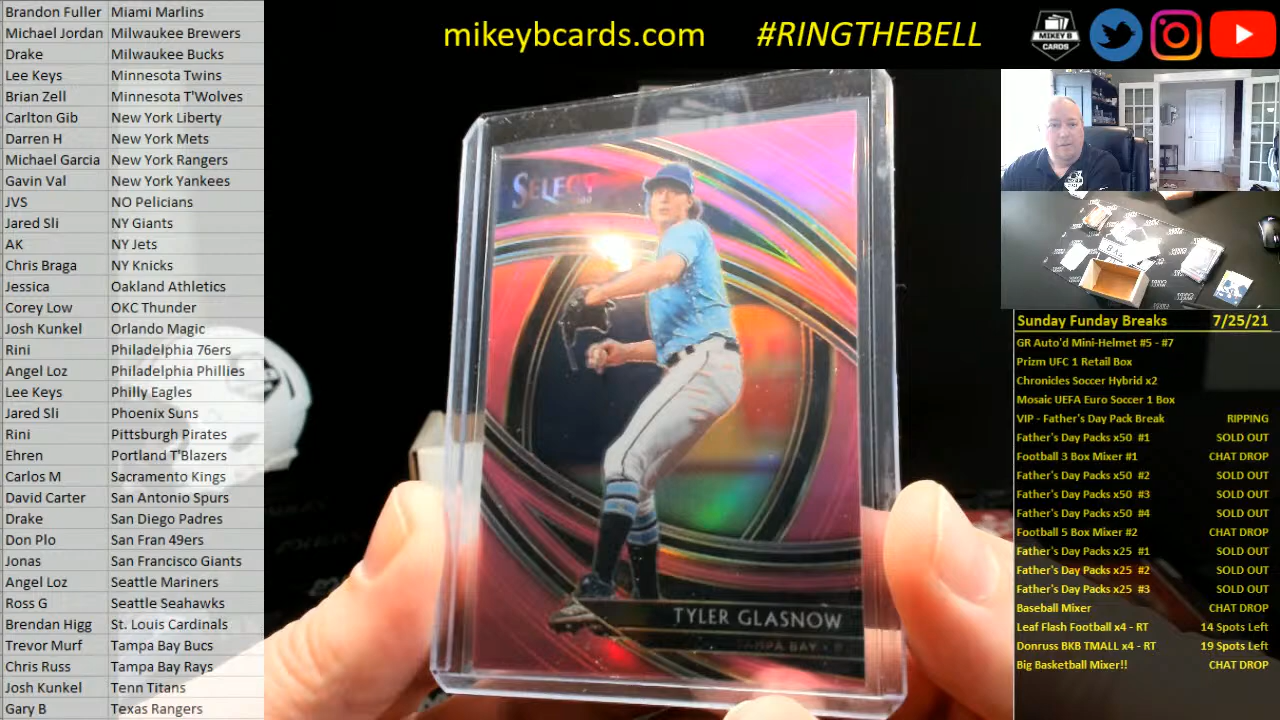 Brandon Fuller Miami Marlins
Michael Jordan Milwaukee Brewers
Drake Milwaukee Bucks
Lee Keys Minnesota Twins
Brian Zell Minnesota T'Wolves
Carlton Gib New York Liberty
Darren H New York Mets
Michael Garcia New York Rangers
Gavin Val New York Yankees
JVS NO Pelicians
Jared Sli NY Giants
AK NY Jets
Chris Braga NY Knicks
Jessica Oakland Athletics
Corey Low OKC Thunder
Josh Kunkel Orlando Magic
Rini Philadelphia 76ers
Angel Loz Philadelphia Phillies
Lee Keys Philly Eagles
Jared Sli Phoenix Suns
Rini Pittsburgh Pirates
Ehren Portland T'Blazers
Carlos M Sacramento Kings
David Carter San Antonio Spurs
Drake San Diego Padres
Don Plo San Fran 49ers
Jonas San Francisco Giants
Angel Loz Seattle Mariners
Ross G Seattle Seahawks
Brendan Higg St. Louis Cardinals
Trevor Murf Tampa Bay Bucs
Chris Russ Tampa Bay Rays
Josh Kunkel Tenn Titans
Gary B Texas Rangers
mikeybcards.com #RINGTHEBELL
MIKEY B
CARDS
SELECT
TYLER GLASNOW
TAMPA BAY
Sunday Funday Breaks 7/25/21
GR Auto'd Mini-Helmet #5 - #7
Prizm UFC 1 Retail Box
Chronicles Soccer Hybrid x2
Mosaic UEFA Euro Soccer 1 Box
VIP - Father's Day Pack Break RIPPING
Father's Day Packs x50 #1 SOLD OUT
Football 3 Box Mixer #1 CHAT DROP
Father's Day Packs x50 #2 SOLD OUT
Father's Day Packs x50 #3 SOLD OUT
Father's Day Packs x50 #4 SOLD OUT
Football 5 Box Mixer #2 CHAT DROP
Father's Day Packs x25 #1 SOLD OUT
Father's Day Packs x25 #2 SOLD OUT
Father's Day Packs x25 #3 SOLD OUT
Baseball Mixer CHAT DROP
Leaf Flash Football x4 - RT 14 Spots Left
Donruss BKB TMALL x4 - RT 19 Spots Left
Big Basketball Mixer!! CHAT DROP